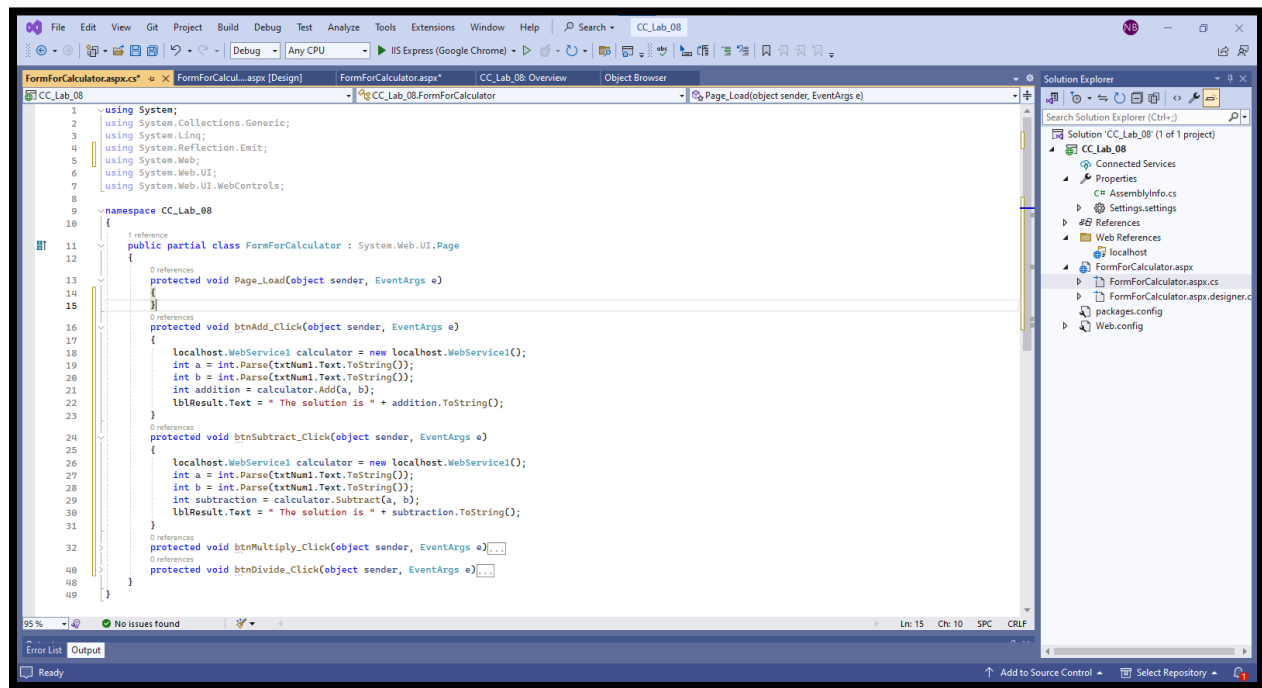 File Edit View Git Project Build Debug Test Analyze Tools Extensions Window Help Search CC_Lab_08 NB
Debug Any CPU IIS Express (Google Chrome)
FormForCalculator.aspx.cs* FormForCalcul....aspx [Design] FormForCalculator.aspx* CC_Lab_08: Overview Object Browser
CC_Lab_08 CC_Lab_08.FormForCalculator Page_Load(object sender, EventArgs e)
1 using System;
2 using System.Collections.Generic;
3 using System.Linq;
4 using System.Reflection.Emit;
5 using System.Web;
6 using System.Web.UI;
7 using System.Web.UI.WebControls;
8
9 namespace CC_Lab_08
10 {
1 reference
11 public partial class FormForCalculator : System.Web.UI.Page
12 {
0 references
13 protected void Page_Load(object sender, EventArgs e)
14 {
15 }
0 references
16 protected void btnAdd_Click(object sender, EventArgs e)
17 {
18 localhost.WebService1 calculator = new localhost.WebService1();
19 int a = int.Parse(txtNum1.Text.ToString());
20 int b = int.Parse(txtNum1.Text.ToString());
21 int addition = calculator.Add(a, b);
22 lblResult.Text = " The solution is " + addition.ToString();
23 }
0 references
24 protected void btnSubtract_Click(object sender, EventArgs e)
25 {
26 localhost.WebService1 calculator = new localhost.WebService1();
27 int a = int.Parse(txtNum1.Text.ToString());
28 int b = int.Parse(txtNum1.Text.ToString());
29 int subtraction = calculator.Subtract(a, b);
30 lblResult.Text = " The solution is " + subtraction.ToString();
31 }
0 references
32 protected void btnMultiply_Click(object sender, EventArgs e)...
0 references
40 protected void btnDivide_Click(object sender, EventArgs e)...
48 }
49 }
95 % No issues found Ln: 15 Ch: 10 SPC CRLF
Error List Output
Solution Explorer
Search Solution Explorer (Ctrl+;)
Solution 'CC_Lab_08' (1 of 1 project)
CC_Lab_08
Connected Services
Properties
C# AssemblyInfo.cs
Settings.settings
References
Web References
localhost
FormForCalculator.aspx
FormForCalculator.aspx.cs
FormForCalculator.aspx.designer.c
packages.config
Web.config
Ready Add to Source Control Select Repository 1